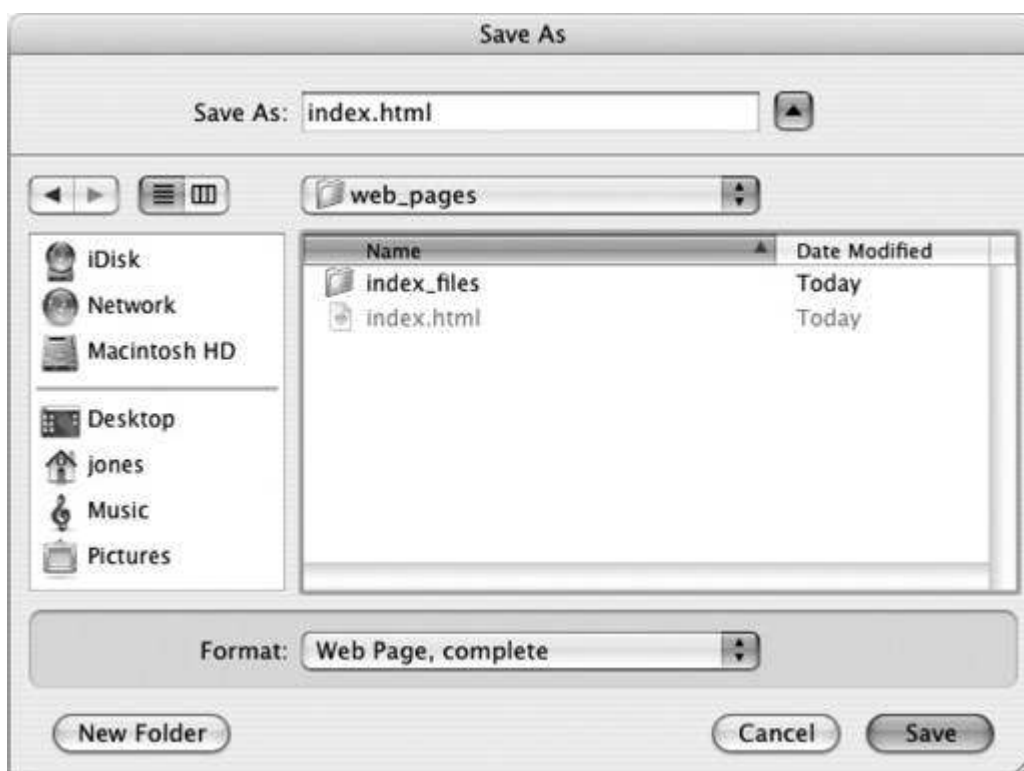 Save As
Save As: index.html
web_pages
Name Date Modified
iDisk
index_files Today
Network
index.html Today
Macintosh HD
Desktop
jones
Music
Pictures
Format: Web Page, complete
New Folder Cancel Save